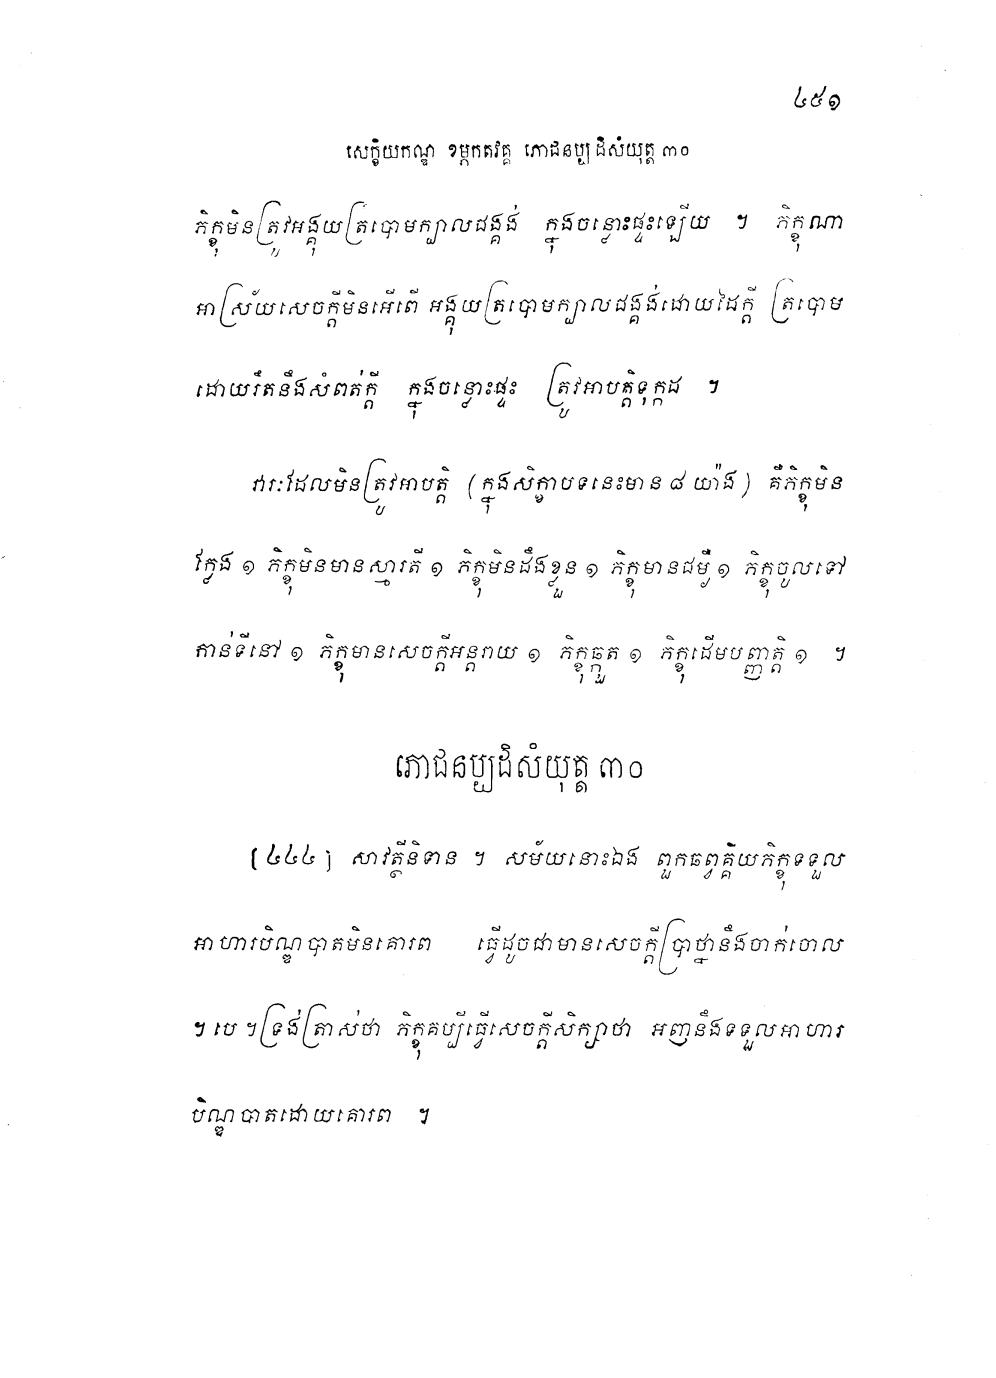 ៤៥១
សេក្ខិយកណ្ឌ ខម្ភកតវគ្គ ភោជនប្បដិសំយុត្ត ៣០
ភិក្ខុមិនត្រូវអង្គុយត្របោមក្បាលជង្គង់ ក្នុងចន្លោះផ្ទះឡើយ ។ ភិក្ខុណា
អាស្រ័យសេចក្តីមិនអើពើ អង្គុយត្របោមក្បាលជង្គង់ដោយដៃក្តី ត្របោម
ដោយរឹតនឹងសំពត់ក្តី ក្នុងចន្លោះផ្ទះ ត្រូវអាបត្តិទុក្កដ ។
វារៈដែលមិនត្រូវអាបត្តិ (ក្នុងសិក្ខាបទនេះមាន ៨ យ៉ាង) គឺភិក្ខុមិន
ក្លែង ១ ភិក្ខុមិនមានស្មារតី ១ ភិក្ខុមិនដឹងខ្លួន ១ ភិក្ខុមានជម្ងឺ ១ ភិក្ខុចូលទៅ
កាន់ទីនៅ ១ ភិក្ខុមានសេចក្តីអន្តរាយ ១ ភិក្ខុឆ្កួត ១ ភិក្ខុដើមបញ្ញត្តិ ១ ។
ភោជនប្បដិសំយុត្ត ៣០
[៤៤៤] សាវត្ថីនិទាន ។ សម័យនោះឯង ពួកឆព្វគ្គិយភិក្ខុទទួល
អាហារបិណ្ឌបាតមិនគោរព ធ្វើដូចជាមានសេចក្តីប្រាថ្នានឹងចាក់ចោល
។ បេ ។ ទ្រង់ត្រាស់ថា ភិក្ខុគប្បីធ្វើសេចក្តីសិក្សាថា អញនឹងទទួលអាហារ
បិណ្ឌបាតដោយគោរព ។